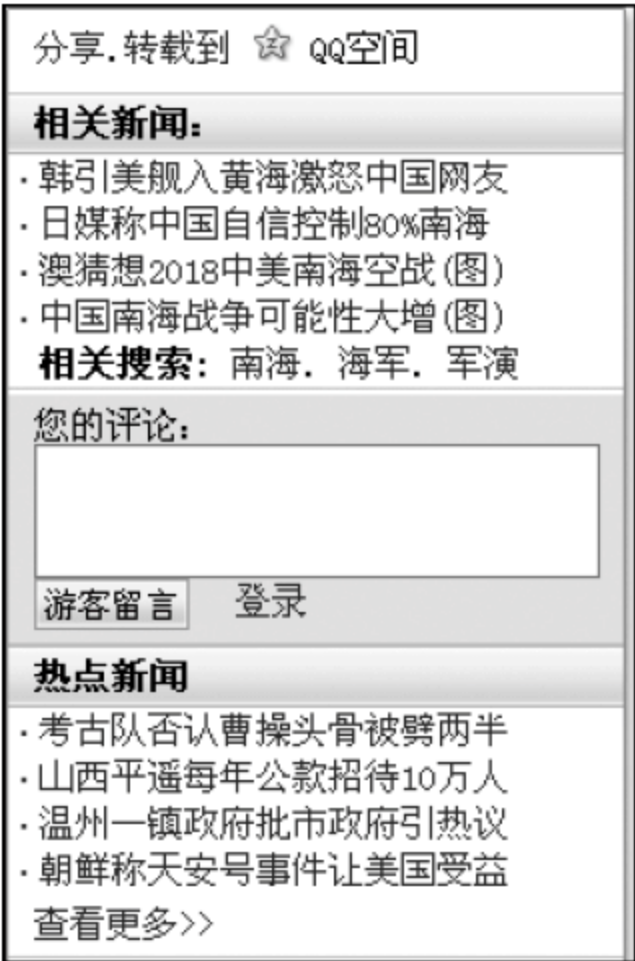 分享.转载到 QQ空间
相关新闻：
·韩引美舰入黄海激怒中国网友
·日媒称中国自信控制80%南海
·澳猜想2018中美南海空战(图)
·中国南海战争可能性大增(图)
相关搜索：南海．海军．军演
您的评论：
游客留言 登录
热点新闻
·考古队否认曹操头骨被劈两半
·山西平遥每年公款招待10万人
·温州一镇政府批市政府引热议
·朝鲜称天安号事件让美国受益
查看更多>>